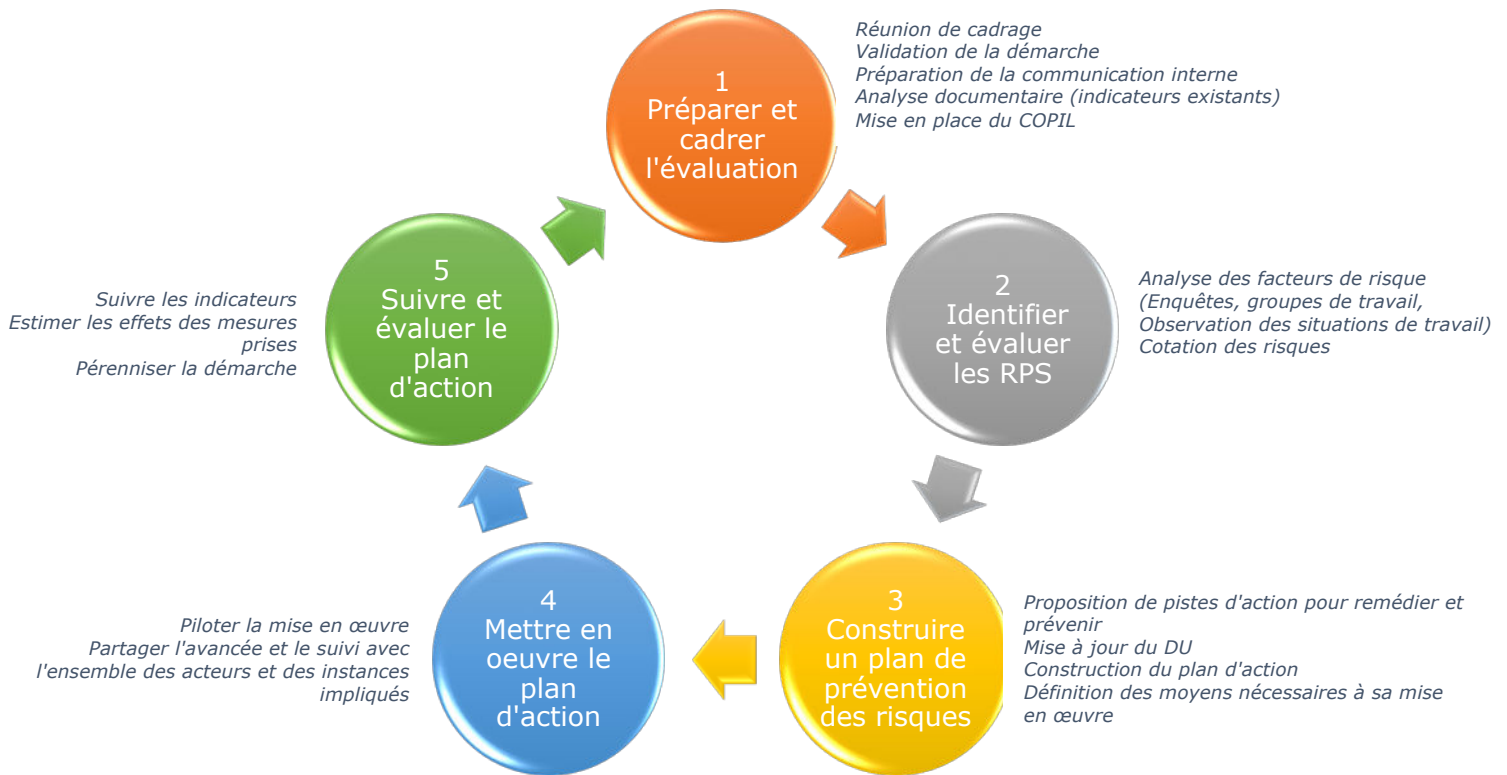 1
Préparer et
cadrer
l'évaluation
Réunion de cadrage
Validation de la démarche
Préparation de la communication interne
Analyse documentaire (indicateurs existants)
Mise en place du COPIL
2
Identifier
et évaluer
les RPS
Analyse des facteurs de risque
(Enquêtes, groupes de travail,
Observation des situations de travail)
Cotation des risques
3
Construire
un plan de
prévention
des risques
Proposition de pistes d'action pour remédier et
prévenir
Mise à jour du DU
Construction du plan d'action
Définition des moyens nécessaires à sa mise
en œuvre
4
Mettre en
oeuvre le
plan
d'action
Piloter la mise en œuvre
Partager l'avancée et le suivi avec
l'ensemble des acteurs et des instances
impliqués
5
Suivre et
évaluer le
plan
d'action
Suivre les indicateurs
Estimer les effets des mesures
prises
Pérenniser la démarche